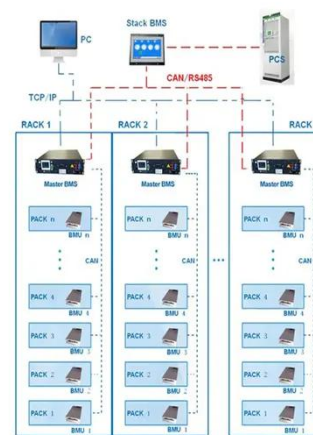 PC
Stack BMS
PCS
CAN/RS485
TCP/IP
RACK 1
RACK 2
RACK
Master BMS
Master BMS
Master BMS
PACK n
BMU n
PACK n
BMU n
PACK n
BMU n
CAN
CAN
CAN
PACK 4
BMU 4
PACK 4
BMU 4
PACK 4
BMU 4
PACK 3
BMU 3
PACK 3
BMU 3
PACK 3
BMU 3
PACK 2
BMU 2
PACK 2
BMU 2
PACK 2
BMU 2
PACK 1
BMU 1
PACK 1
BMU 1
PACK 1
BMU 1